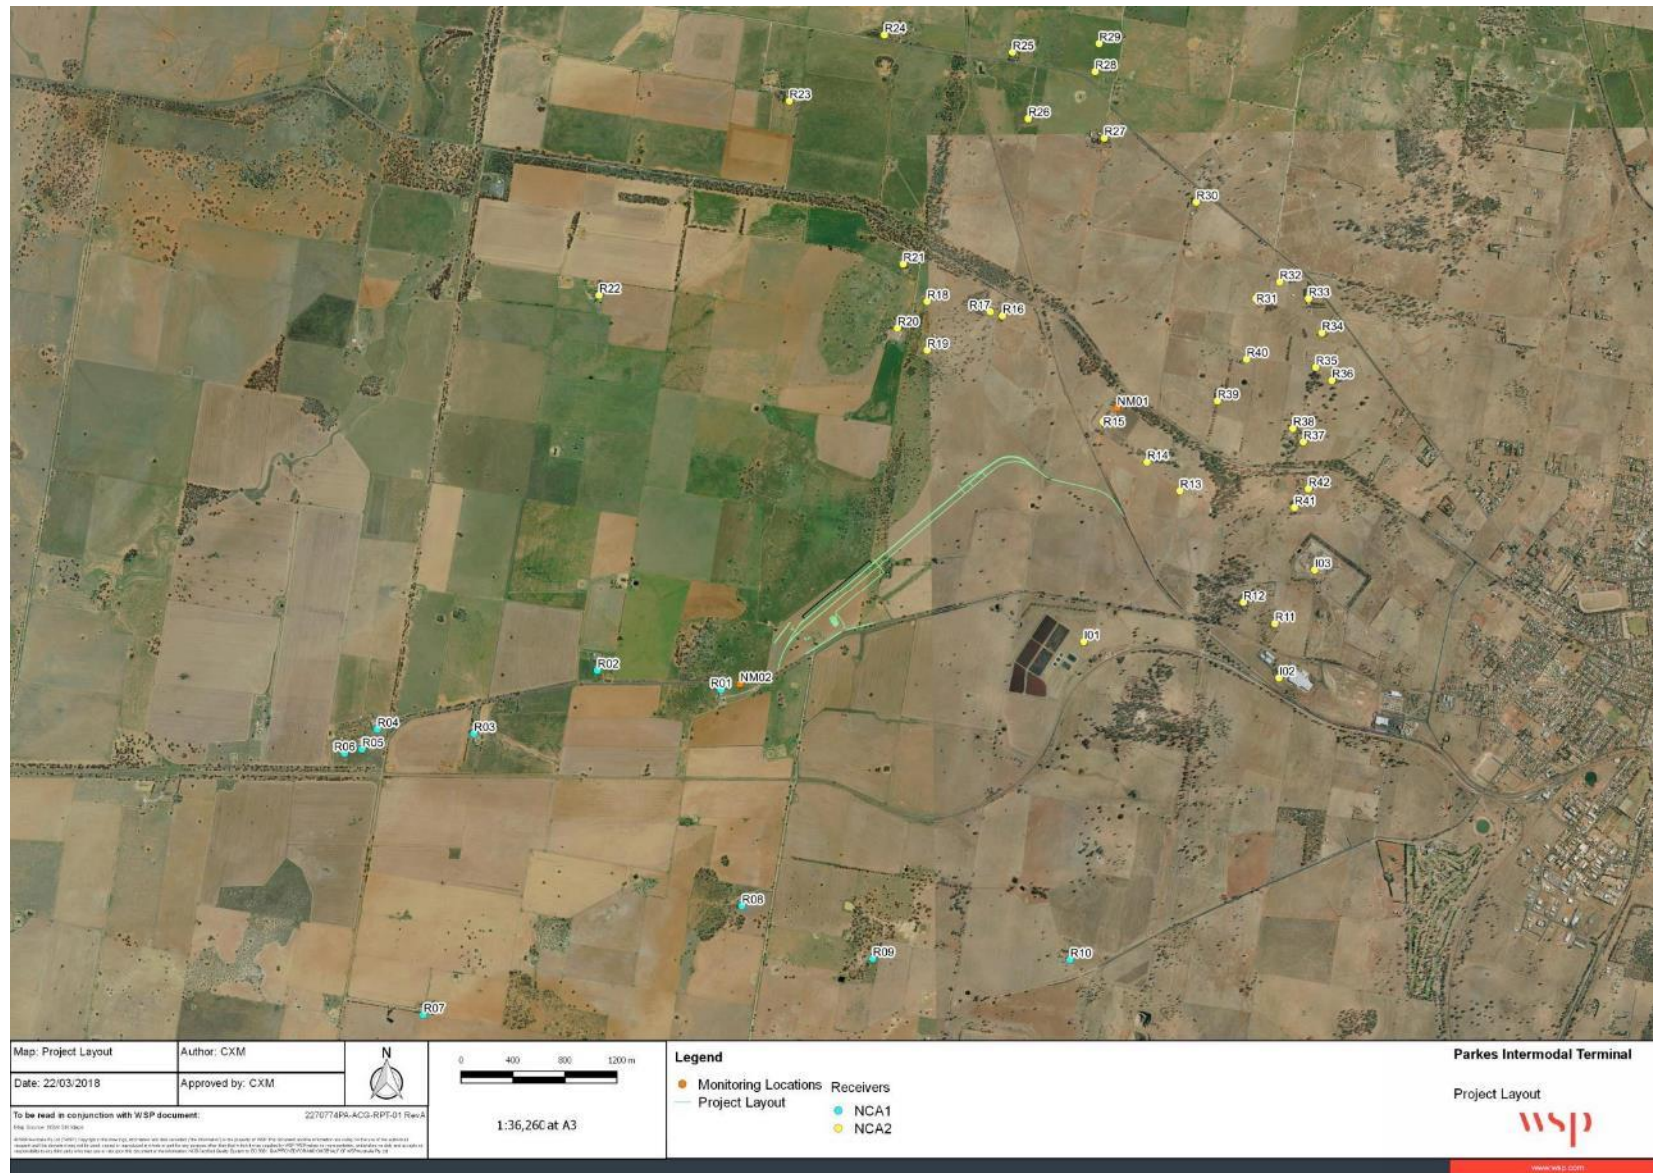 R24
R25
R29
R28
R23
R26
R27
R30
R21
R32
R22
R18
R31
R33
R17
R16
R20
R34
R19
R40
R35
R36
R39
NM01
R15
R38
R37
R14
R13
R42
R41
I03
R12
R11
I01
R02
I02
R01
NM02
R04
R03
R06
R05
R08
R09
R10
R07
Map: Project Layout
Author: CXM
Date: 22/03/2018
Approved by: CXM
N
0 400 800 1200 m
1:36,260 at A3
To be read in conjunction with WSP document:
2270774PA-ACG-RPT-01 RevA
Legend
Monitoring Locations
Project Layout
Receivers
NCA1
NCA2
Parkes Intermodal Terminal
Project Layout
wsp
www.wsp.com